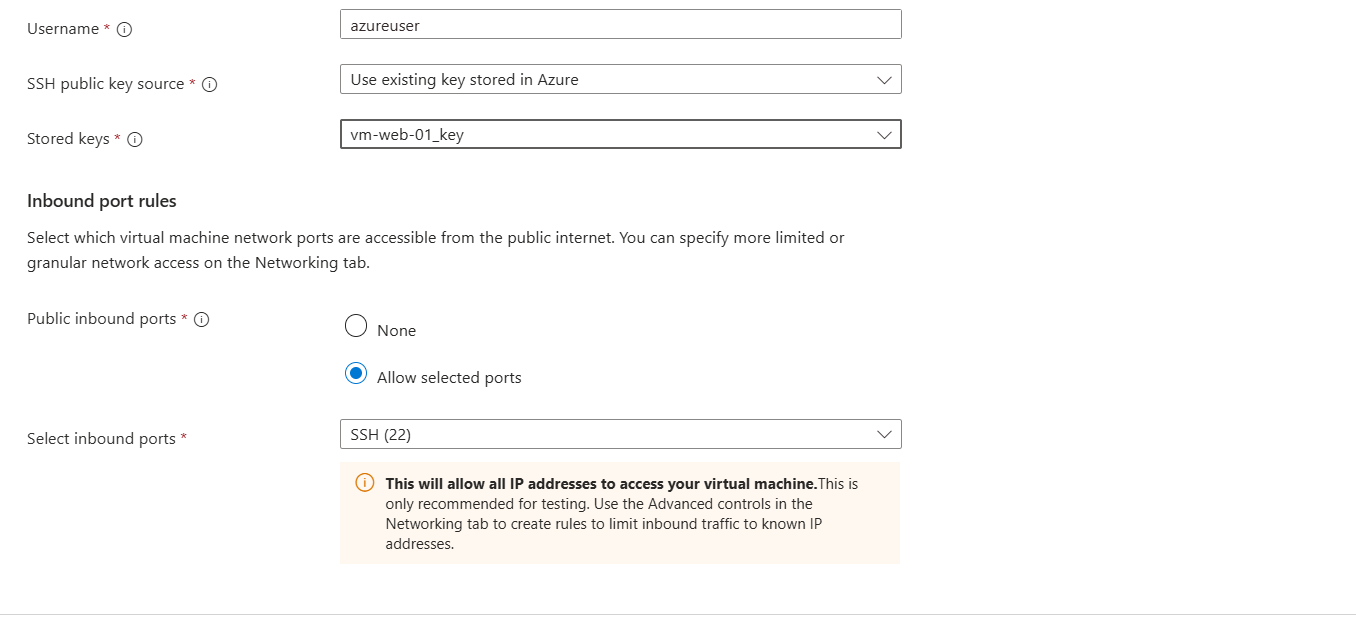 Username *
azureuser
SSH public key source *
Use existing key stored in Azure
Stored keys *
vm-web-01_key
Inbound port rules
Select which virtual machine network ports are accessible from the public internet. You can specify more limited or
granular network access on the Networking tab.
Public inbound ports *
None
Allow selected ports
Select inbound ports *
SSH (22)
This will allow all IP addresses to access your virtual machine.This is
only recommended for testing. Use the Advanced controls in the
Networking tab to create rules to limit inbound traffic to known IP
addresses.